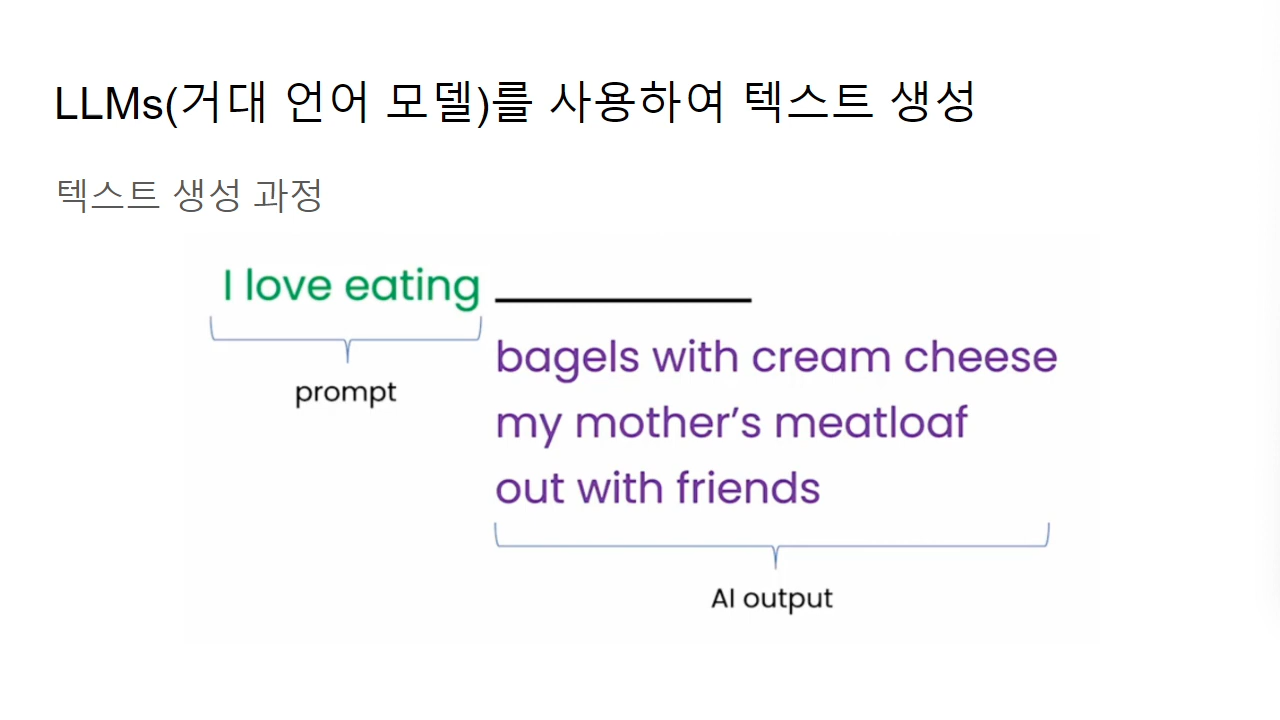 LLMs(거대 언어 모델)를 사용하여 텍스트 생성
텍스트 생성 과정
I love eating
prompt
bagels with cream cheese
my mother’s meatloaf
out with friends
AI output